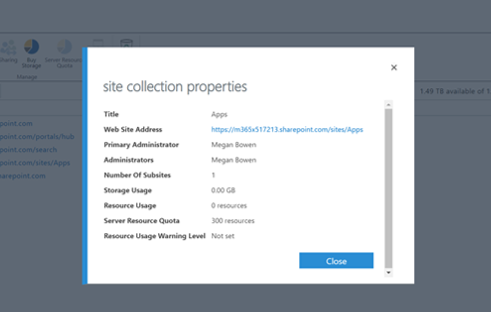 Sharing
Buy Storage
Server Resource Quota
Manage
×
site collection properties
1.49 TB available of 1
Title Apps
Web Site Address https://m365x517213.sharepoint.com/sites/Apps
Primary Administrator Megan Bowen
Administrators Megan Bowen
Number Of Subsites 1
Storage Usage 0.00 GB
Resource Usage 0 resources
Server Resource Quota 300 resources
Resource Usage Warning Level Not set
Close
point.com
point.com/portals/hub
point.com/search
point.com/sites/Apps
harepoint.com